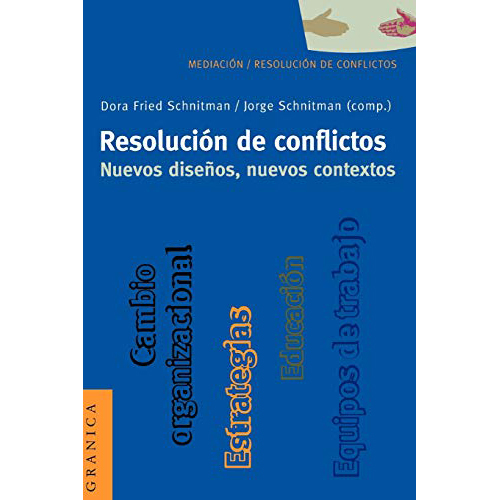 MEDIACIÓN / RESOLUCIÓN DE CONFLICTOS
Dora Fried Schnitman / Jorge Schnitman (comp.)
Resolución de conflictos
Nuevos diseños, nuevos contextos
Cambio
organizacional
Estrategias
Educación
Equipos de trabajo
GRANICA